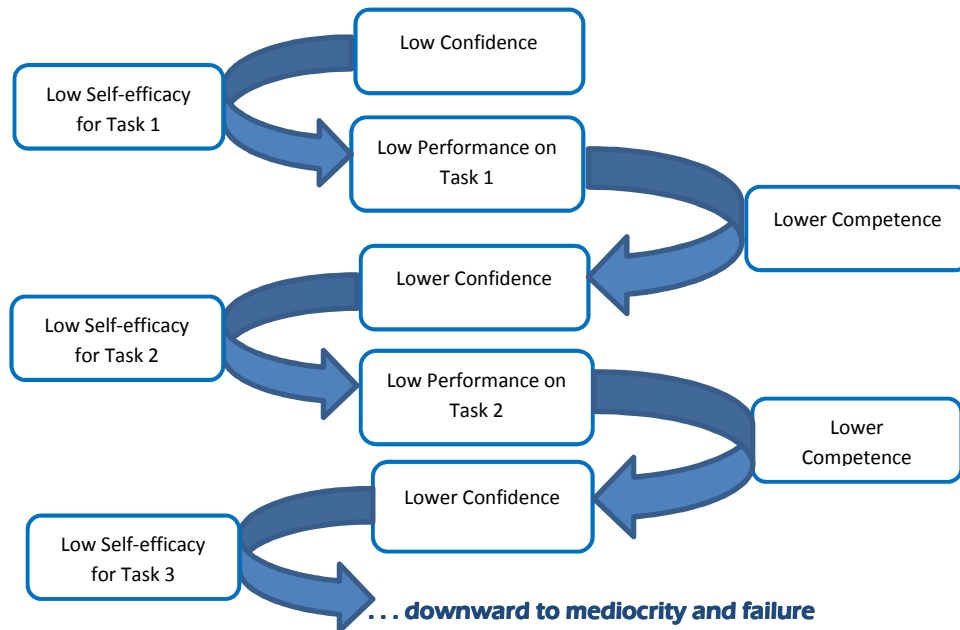 Low Confidence
Low Self-efficacy
for Task 1
Low Performance on
Task 1
Lower Competence
Lower Confidence
Low Self-efficacy
for Task 2
Low Performance on
Task 2
Lower
Competence
Lower Confidence
Low Self-efficacy
for Task 3
. . . downward to mediocrity and failure